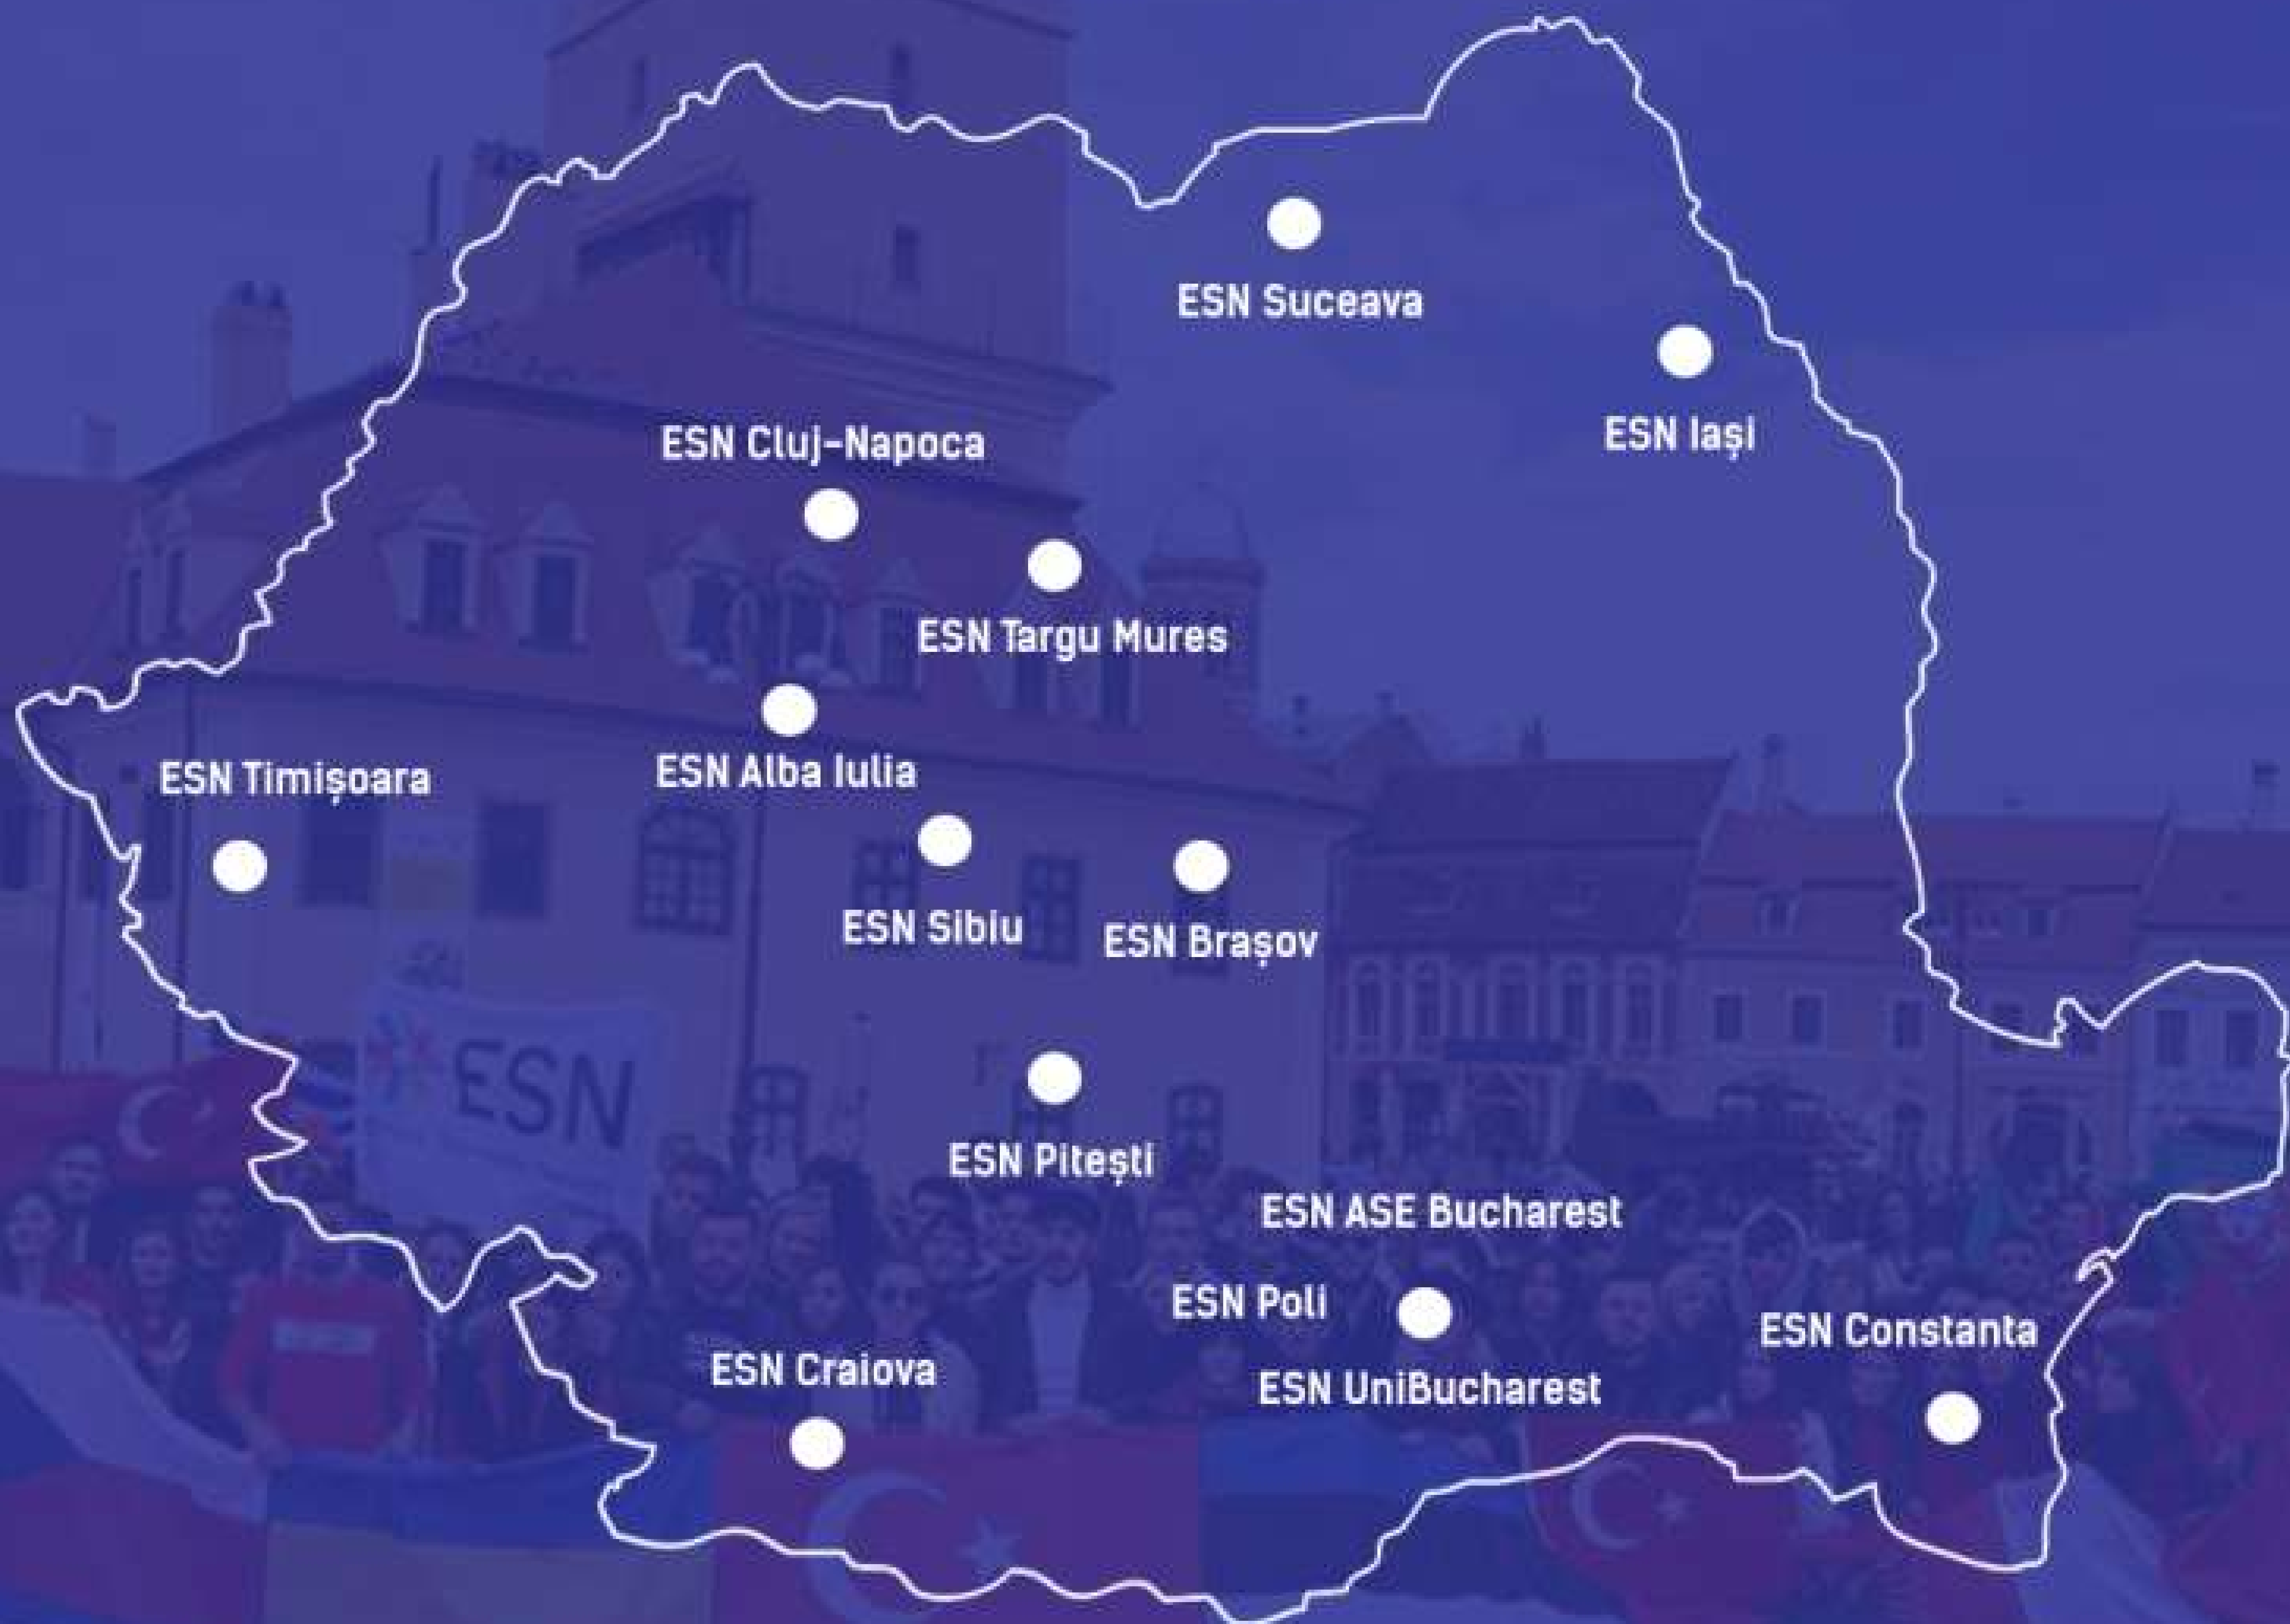 ESN Suceava
ESN Iași
ESN Cluj-Napoca
ESN Targu Mures
ESN Alba Iulia
ESN Timișoara
ESN Sibiu
ESN Brașov
ESN
ESN Pitești
ESN ASE Bucharest
ESN Poli
ESN Constanta
ESN Craiova
ESN UniBucharest